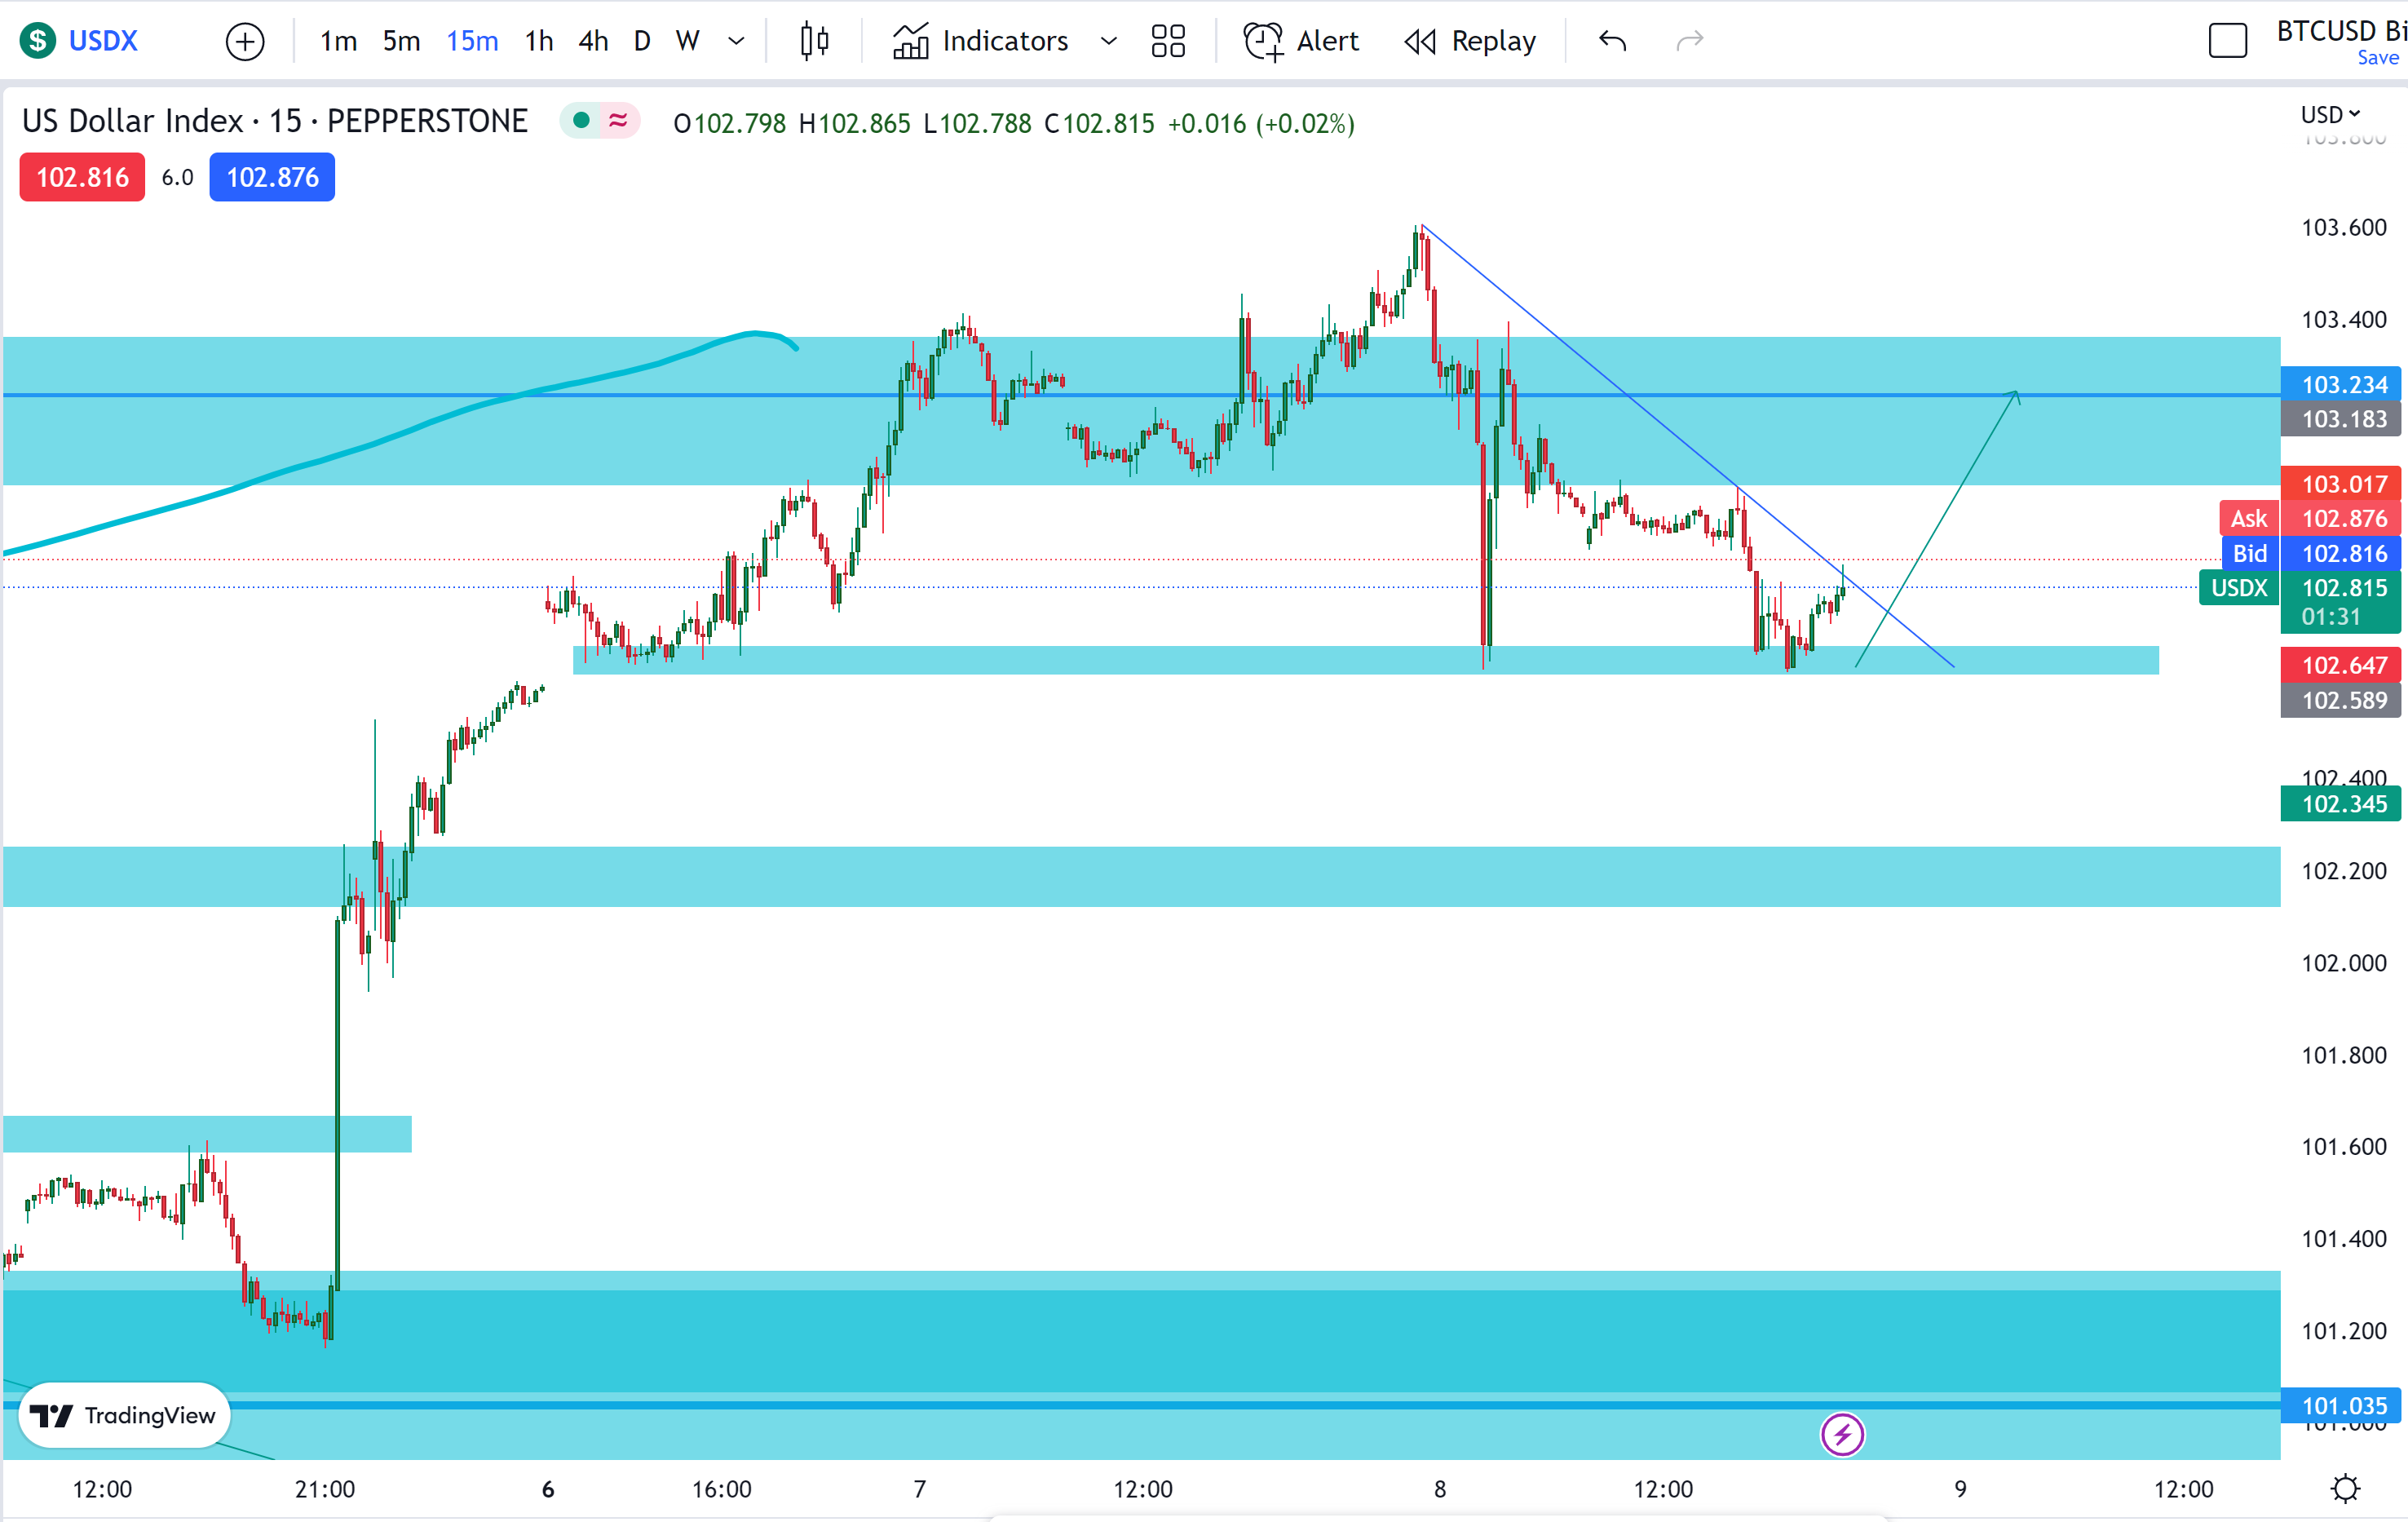 USDX 1m 5m 15m 1h 4h D W Indicators Alert Replay BTCUSD Bi
Save
US Dollar Index · 15 · PEPPERSTONE O102.798 H102.865 L102.788 C102.815 +0.016 (+0.02%)
USD
103.800
102.816 6.0 102.876
103.600
103.400
103.234
103.183
103.017
Ask 102.876
Bid 102.816
USDX 102.815
01:31
102.647
102.589
102.400
102.345
102.200
102.000
101.800
101.600
101.400
101.200
101.035
101.000
TradingView
12:00 21:00 6 16:00 7 12:00 8 12:00 9 12:00